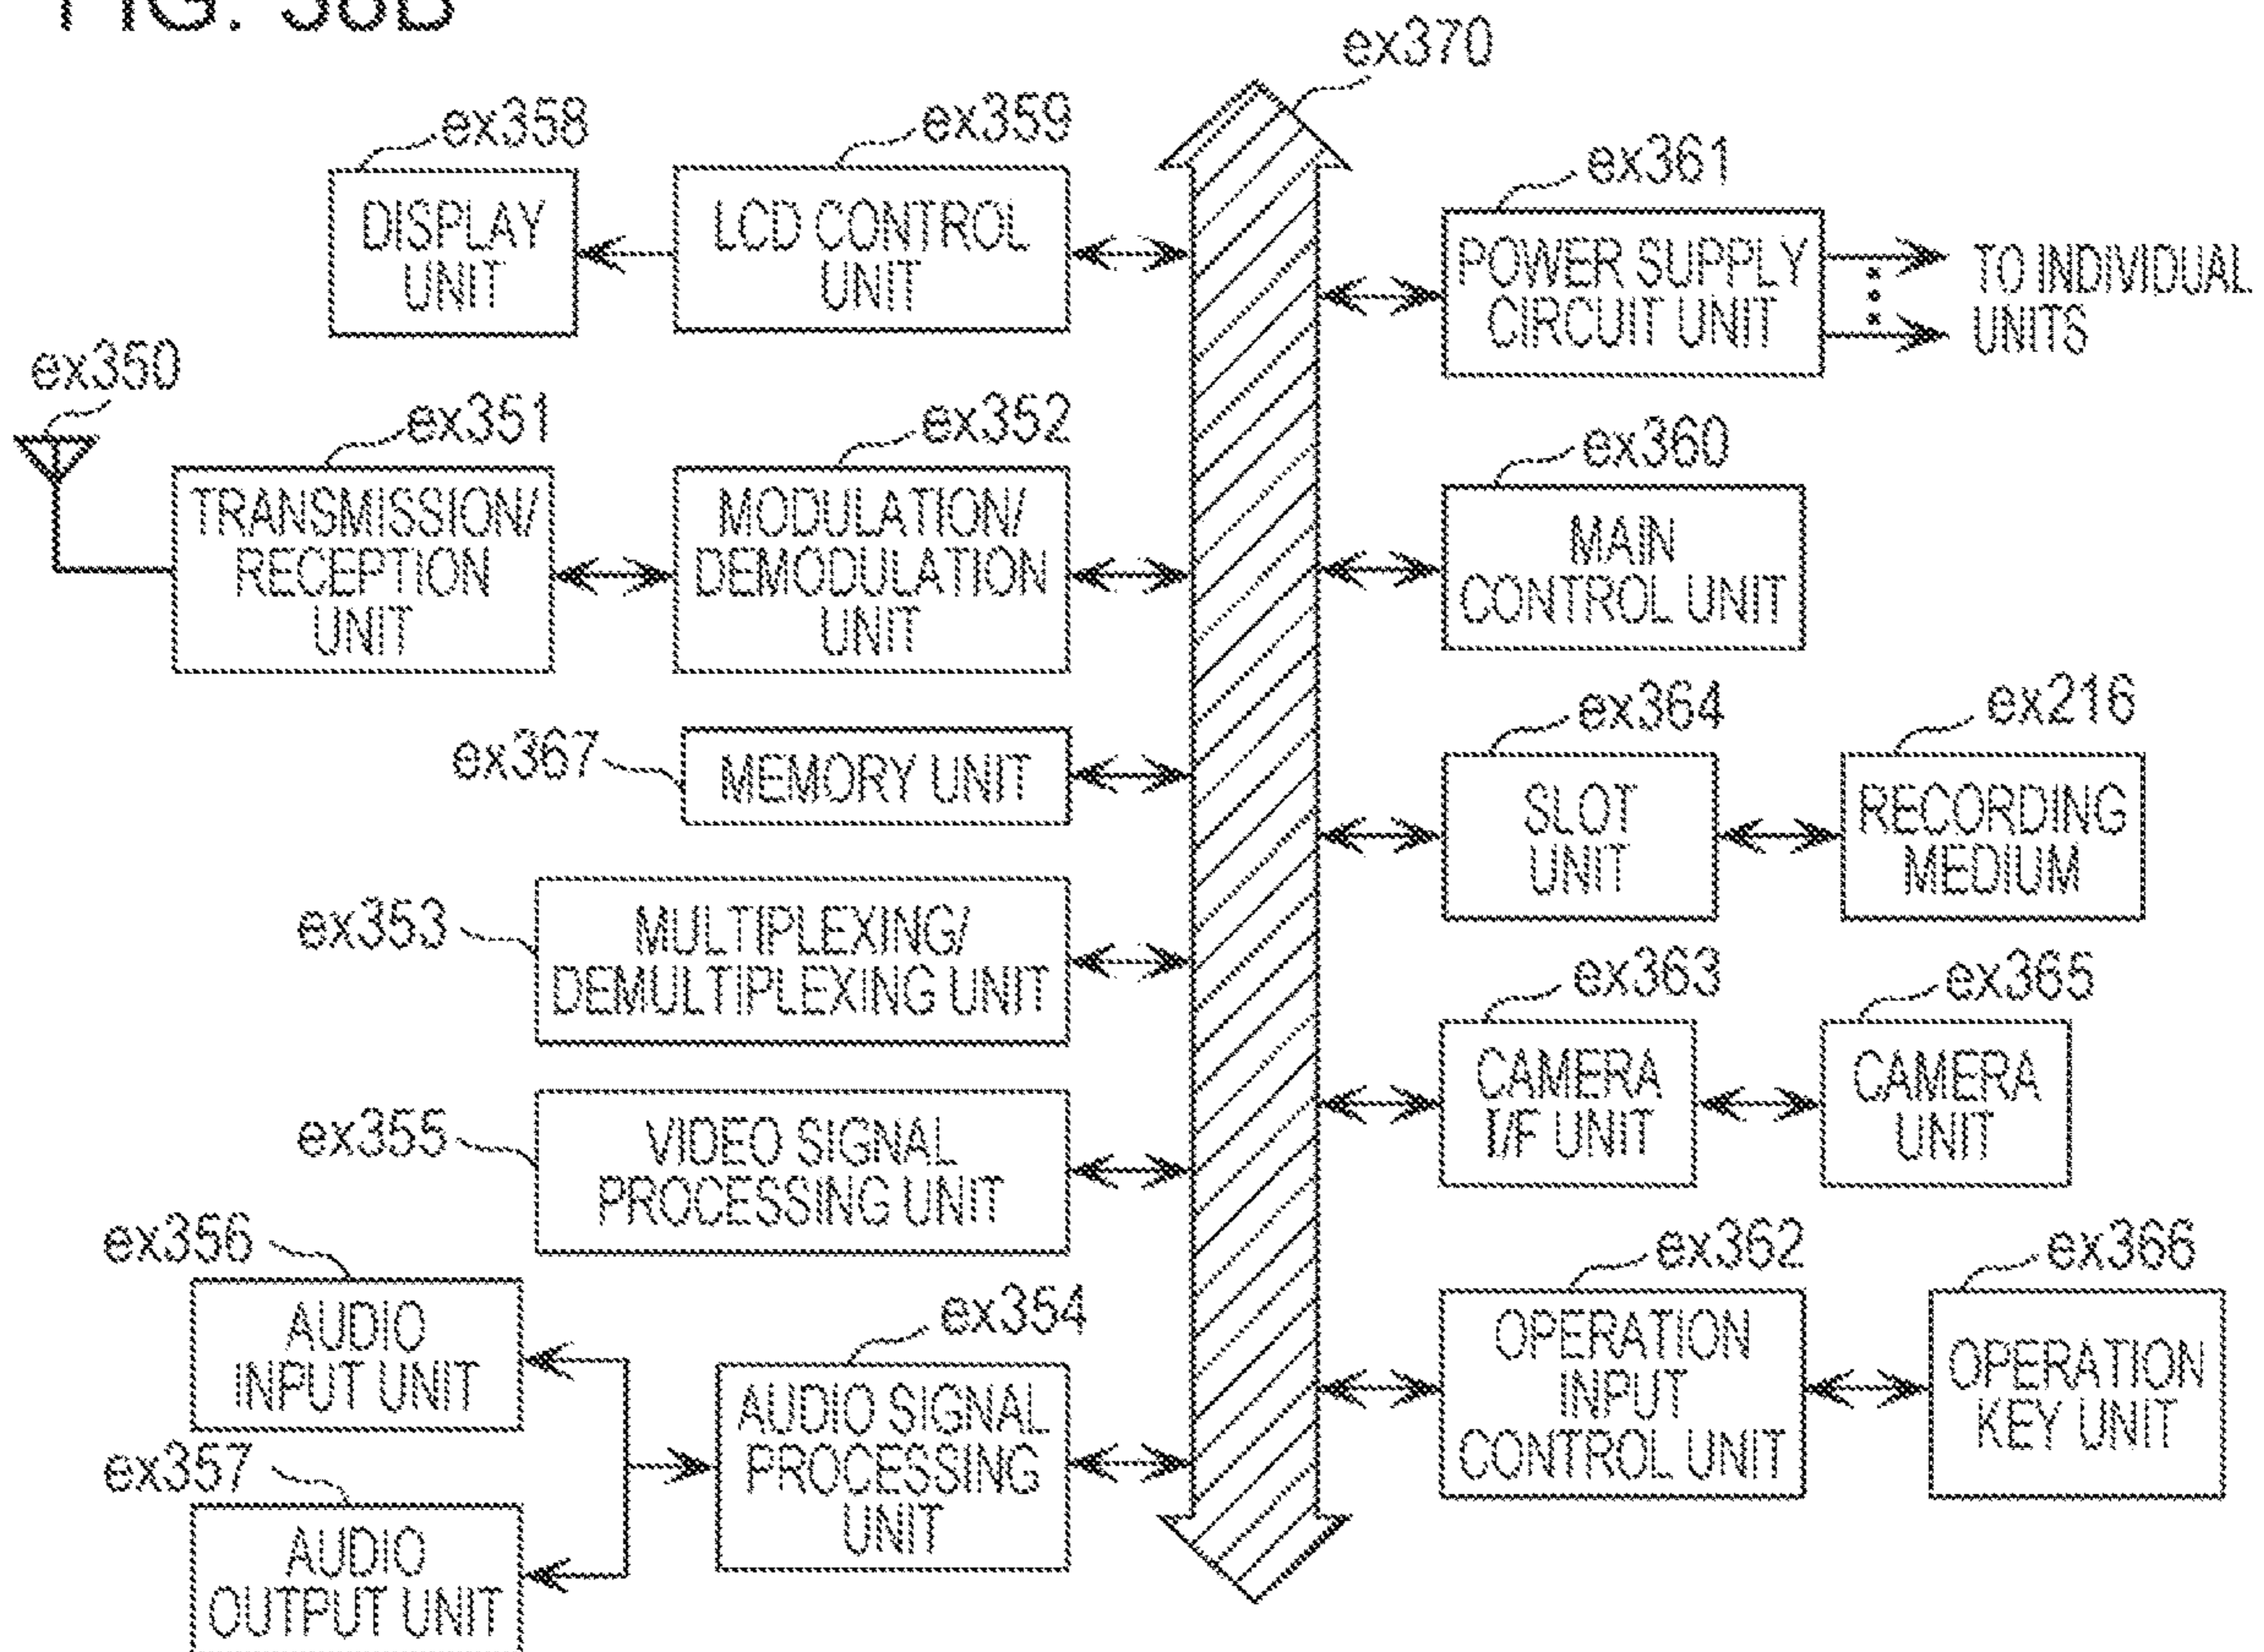 FIG. 38B
ex370
ex358
ex359
ex361
DISPLAY
UNIT
LCD CONTROL
UNIT
POWER SUPPLY
CIRCUIT UNIT
TO INDIVIDUAL
UNITS
ex350
ex351
ex352
ex360
TRANSMISSION/
RECEPTION
UNIT
MODULATION/
DEMODULATION
UNIT
MAIN
CONTROL UNIT
ex367
MEMORY UNIT
ex364
ex216
SLOT
UNIT
RECORDING
MEDIUM
ex353
MULTIPLEXING/
DEMULTIPLEXING UNIT
ex363
ex365
CAMERA
I/F UNIT
CAMERA
UNIT
ex355
VIDEO SIGNAL
PROCESSING UNIT
ex356
AUDIO
INPUT UNIT
ex354
AUDIO SIGNAL
PROCESSING
UNIT
ex362
ex366
OPERATION
INPUT
CONTROL UNIT
OPERATION
KEY UNIT
ex357
AUDIO
OUTPUT UNIT